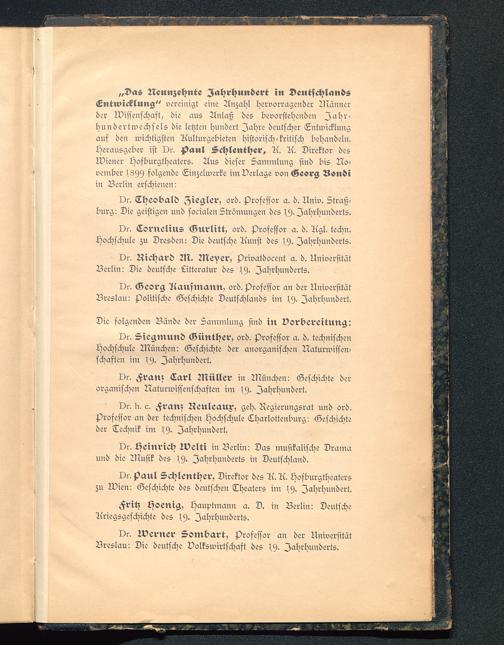 „Das Neunzehnte Jahrhundert in Deutschlands
Entwicklung“ vereinigt eine Anzahl hervorragender Männer
der Wissenschaft, die aus Anlaß des bevorstehenden Jahr-
hundertwechsels die letzten hundert Jahre deutscher Entwicklung
auf den wichtigsten Kulturgebieten historisch-kritisch behandeln.
Herausgeber ist Dr. Paul Schlenther, K. K. Direktor des
Wiener Hofburgtheaters. Aus dieser Sammlung sind bis No-
vember 1899 folgende Einzelwerke im Verlage von Georg Bondi
in Berlin erschienen:
Dr. Theobald Ziegler, ord. Professor a. d. Univ. Straß-
burg: Die geistigen und socialen Strömungen des 19. Jahrhunderts.
Dr. Cornelius Gurlitt, ord. Professor a. d. Kgl. techn.
Hochschule zu Dresden: Die deutsche Kunst des 19. Jahrhunderts.
Dr. Richard M. Meyer, Privatdocent a. d. Universität
Berlin: Die deutsche Litteratur des 19. Jahrhunderts.
Dr. Georg Kaufmann, ord. Professor an der Universität
Breslau: Politische Geschichte Deutschlands im 19. Jahrhundert.
Die folgenden Bände der Sammlung sind in Vorbereitung:
Dr. Siegmund Günther, ord. Professor a. d. technischen
Hochschule München: Geschichte der anorganischen Naturwissen-
schaften im 19. Jahrhundert.
Dr. Franz Carl Müller in München: Geschichte der
organischen Naturwissenschaften im 19. Jahrhundert.
Dr. h. c. Franz Reuleaux, geh. Regierungsrat und ord.
Professor an der technischen Hochschule Charlottenburg: Geschichte
der Technik im 19. Jahrhundert.
Dr. Heinrich Welti in Berlin: Das musikalische Drama
und die Musik des 19. Jahrhunderts in Deutschland.
Dr. Paul Schlenther, Direktor des K. K. Hofburgtheaters
zu Wien: Geschichte des deutschen Theaters im 19. Jahrhundert.
Fritz Hoenig, Hauptmann a. D. in Berlin: Deutsche
Kriegsgeschichte des 19. Jahrhunderts.
Dr. Werner Sombart, Professor an der Universität
Breslau: Die deutsche Volkswirtschaft des 19. Jahrhunderts.